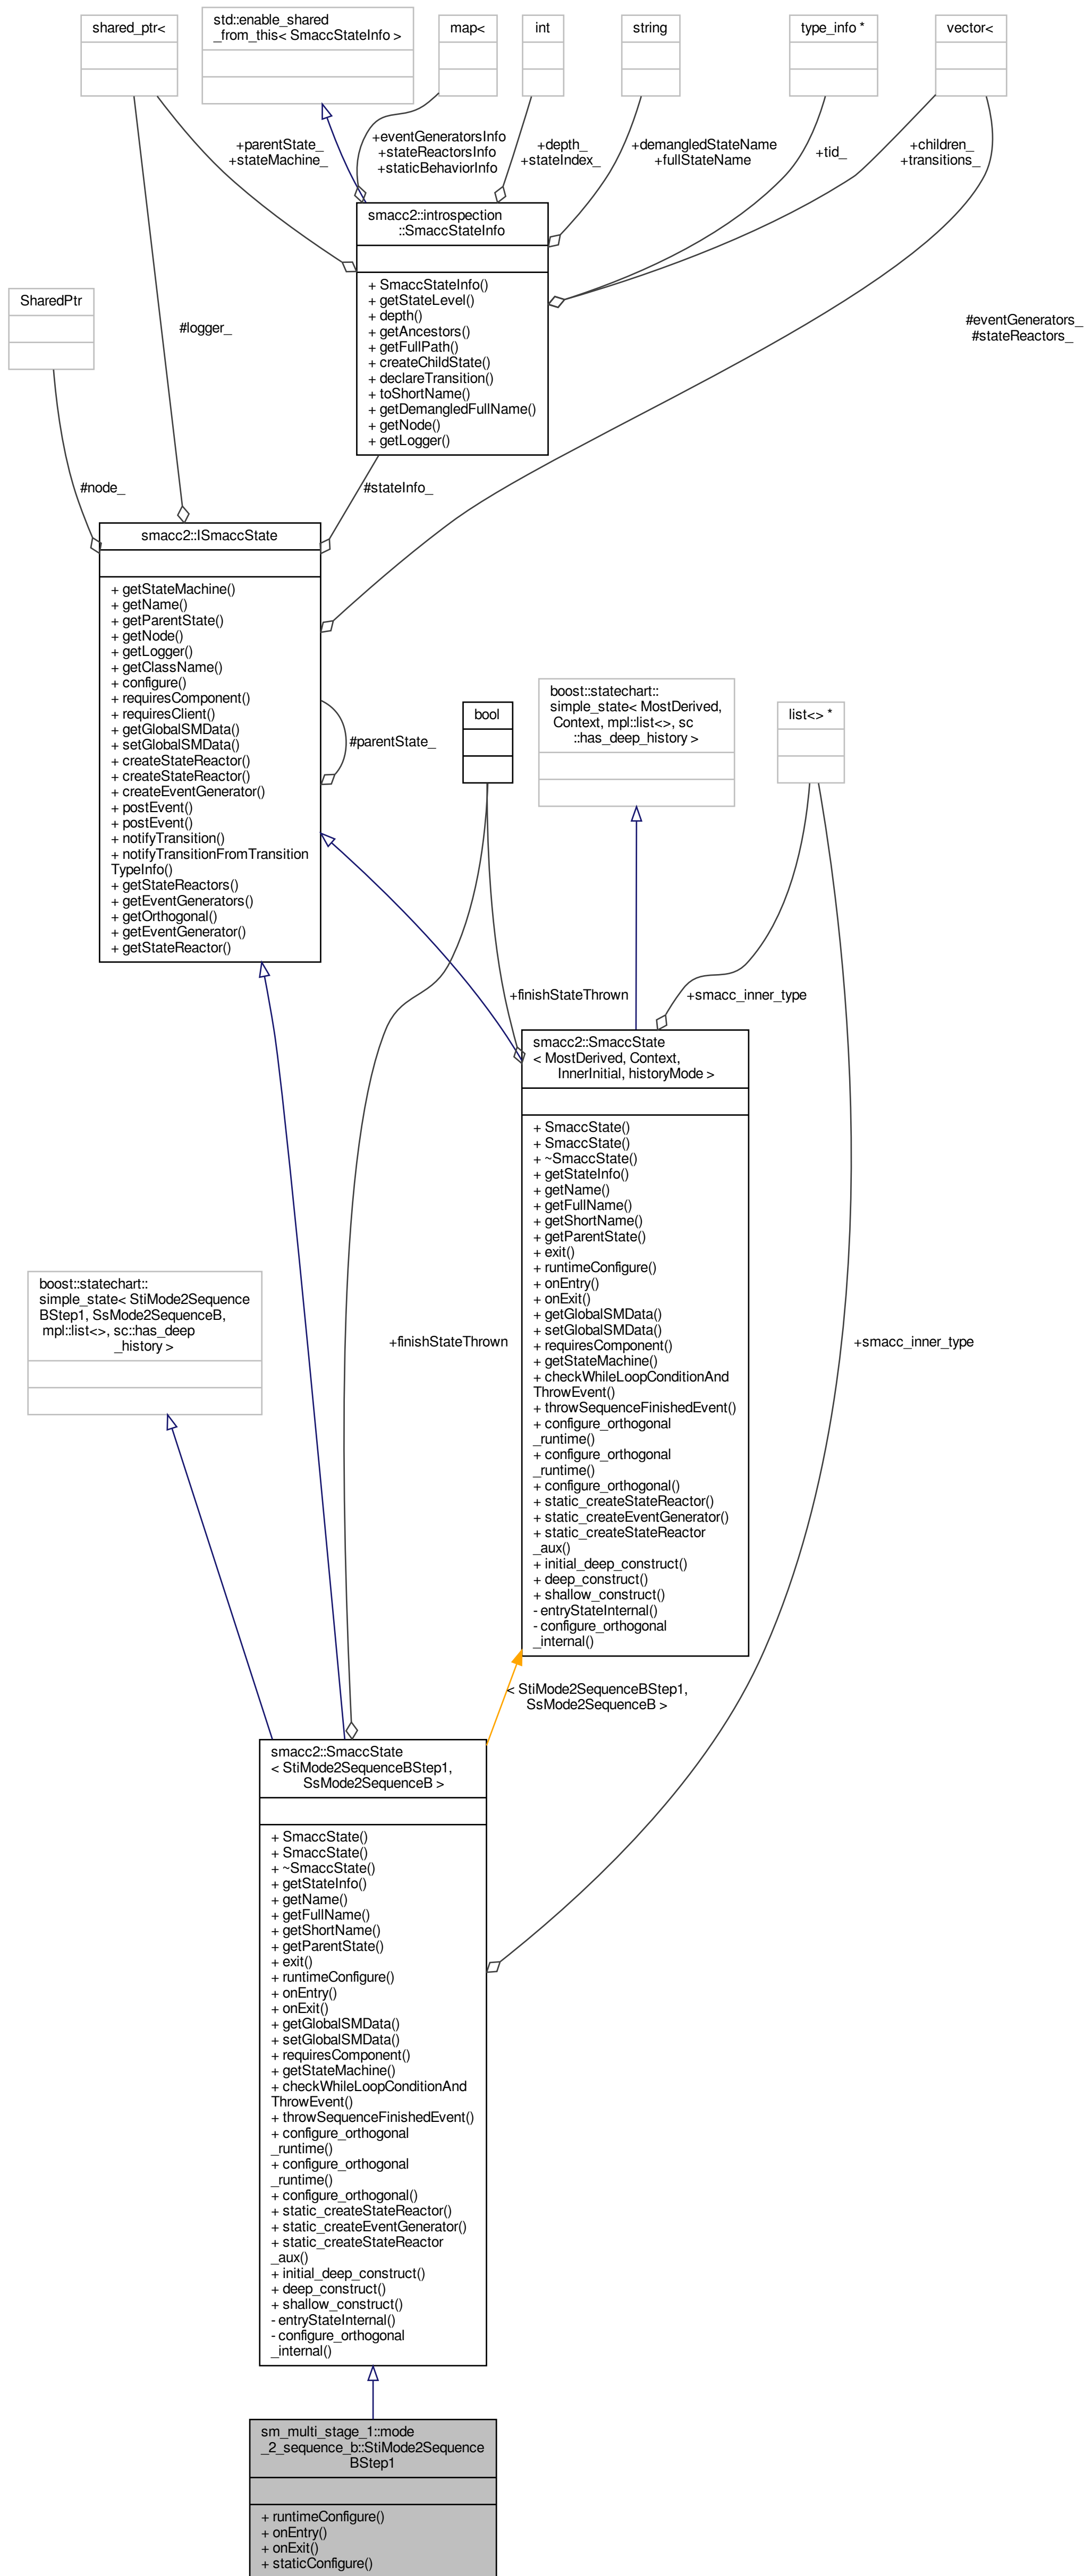 shared_ptr<
std::enable_shared
_from_this< SmaccStateInfo >
map<
int
string
type_info *
vector<
+parentState_
+stateMachine_
+eventGeneratorsInfo
+stateReactorsInfo
+staticBehaviorInfo
+depth_
+stateIndex_
+demangledStateName
+fullStateName
+tid_
+children_
+transitions_
smacc2::introspection
::SmaccStateInfo
+ SmaccStateInfo()
+ getStateLevel()
+ depth()
+ getAncestors()
+ getFullPath()
+ createChildState()
+ declareTransition()
+ toShortName()
+ getDemangledFullName()
+ getNode()
+ getLogger()
SharedPtr
#logger_
#eventGenerators_
#stateReactors_
#node_
#stateInfo_
smacc2::ISmaccState
+ getStateMachine()
+ getName()
+ getParentState()
+ getNode()
+ getLogger()
+ getClassName()
+ configure()
+ requiresComponent()
+ requiresClient()
+ getGlobalSMData()
+ setGlobalSMData()
+ createStateReactor()
+ createStateReactor()
+ createEventGenerator()
+ postEvent()
+ postEvent()
+ notifyTransition()
+ notifyTransitionFromTransition
TypeInfo()
+ getStateReactors()
+ getEventGenerators()
+ getOrthogonal()
+ getEventGenerator()
+ getStateReactor()
#parentState_
bool
boost::statechart::
simple_state< MostDerived,
Context, mpl::list<>, sc
::has_deep_history >
list<> *
+finishStateThrown
+smacc_inner_type
smacc2::SmaccState
< MostDerived, Context,
InnerInitial, historyMode >
+ SmaccState()
+ SmaccState()
+ ~SmaccState()
+ getStateInfo()
+ getName()
+ getFullName()
+ getShortName()
+ getParentState()
+ exit()
+ runtimeConfigure()
+ onEntry()
+ onExit()
+ getGlobalSMData()
+ setGlobalSMData()
+ requiresComponent()
+ getStateMachine()
+ checkWhileLoopConditionAnd
ThrowEvent()
+ throwSequenceFinishedEvent()
+ configure_orthogonal
_runtime()
+ configure_orthogonal
_runtime()
+ configure_orthogonal()
+ static_createStateReactor()
+ static_createEventGenerator()
+ static_createStateReactor
_aux()
+ initial_deep_construct()
+ deep_construct()
+ shallow_construct()
- entryStateInternal()
- configure_orthogonal
_internal()
boost::statechart::
simple_state< StiMode2Sequence
BStep1, SsMode2SequenceB,
mpl::list<>, sc::has_deep
_history >
+finishStateThrown
+smacc_inner_type
< StiMode2SequenceBStep1,
SsMode2SequenceB >
smacc2::SmaccState
< StiMode2SequenceBStep1,
SsMode2SequenceB >
+ SmaccState()
+ SmaccState()
+ ~SmaccState()
+ getStateInfo()
+ getName()
+ getFullName()
+ getShortName()
+ getParentState()
+ exit()
+ runtimeConfigure()
+ onEntry()
+ onExit()
+ getGlobalSMData()
+ setGlobalSMData()
+ requiresComponent()
+ getStateMachine()
+ checkWhileLoopConditionAnd
ThrowEvent()
+ throwSequenceFinishedEvent()
+ configure_orthogonal
_runtime()
+ configure_orthogonal
_runtime()
+ configure_orthogonal()
+ static_createStateReactor()
+ static_createEventGenerator()
+ static_createStateReactor
_aux()
+ initial_deep_construct()
+ deep_construct()
+ shallow_construct()
- entryStateInternal()
- configure_orthogonal
_internal()
sm_multi_stage_1::mode
_2_sequence_b::StiMode2Sequence
BStep1
+ runtimeConfigure()
+ onEntry()
+ onExit()
+ staticConfigure()